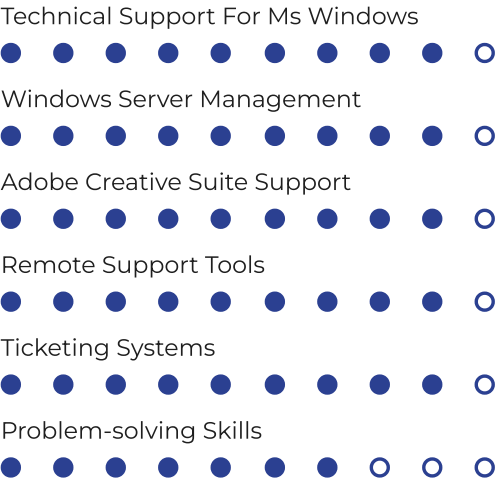 Technical Support For Ms Windows
Windows Server Management
Adobe Creative Suite Support
Remote Support Tools
Ticketing Systems
Problem-solving Skills